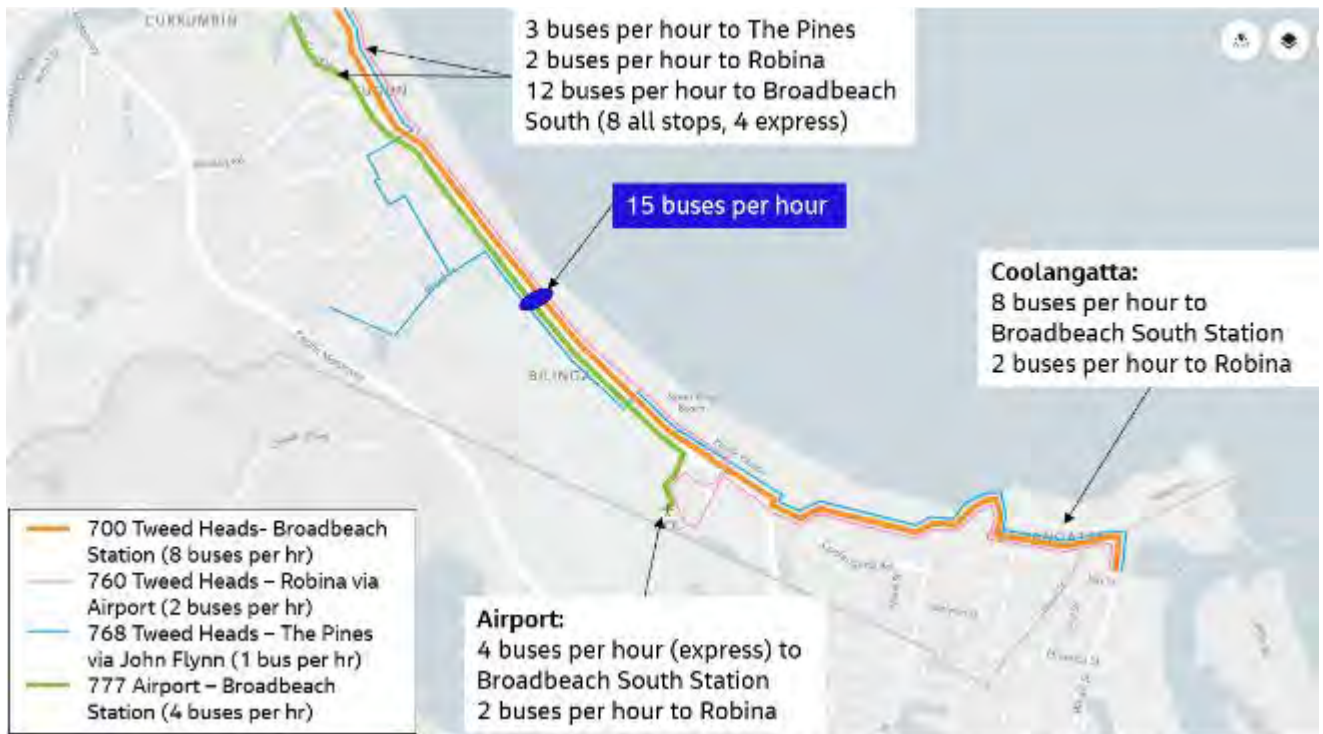 CURRUMBIN
3 buses per hour to The Pines
2 buses per hour to Robina
12 buses per hour to Broadbeach
South (8 all stops, 4 express)
15 buses per hour
Coolangatta:
8 buses per hour to
Broadbeach South Station
2 buses per hour to Robina
BILINGA
Beach
700 Tweed Heads- Broadbeach
Station (8 buses per hr)
760 Tweed Heads – Robina via
Airport (2 buses per hr)
768 Tweed Heads – The Pines
via John Flynn (1 bus per hr)
777 Airport – Broadbeach
Station (4 buses per hr)
Airport:
4 buses per hour (express) to
Broadbeach South Station
2 buses per hour to Robina